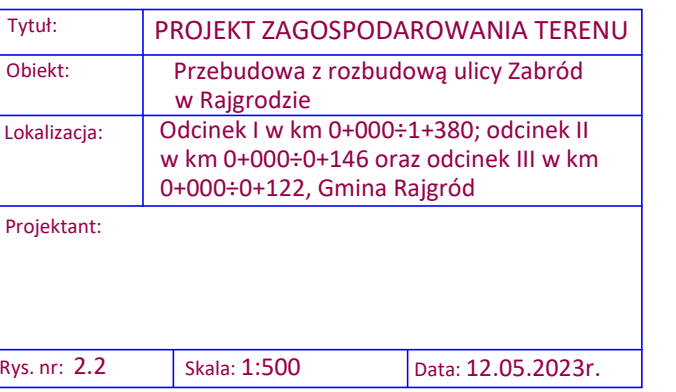 Tytuł: PROJEKT ZAGOSPODAROWANIA TERENU
Obiekt: Przebudowa z rozbudową ulicy Zabród
w Rajgrodzie
Lokalizacja: Odcinek I w km 0+000÷1+380; odcinek II
w km 0+000÷0+146 oraz odcinek III w km
0+000÷0+122, Gmina Rajgród
Projektant:
Rys. nr: 2.2 Skala: 1:500 Data: 12.05.2023r.